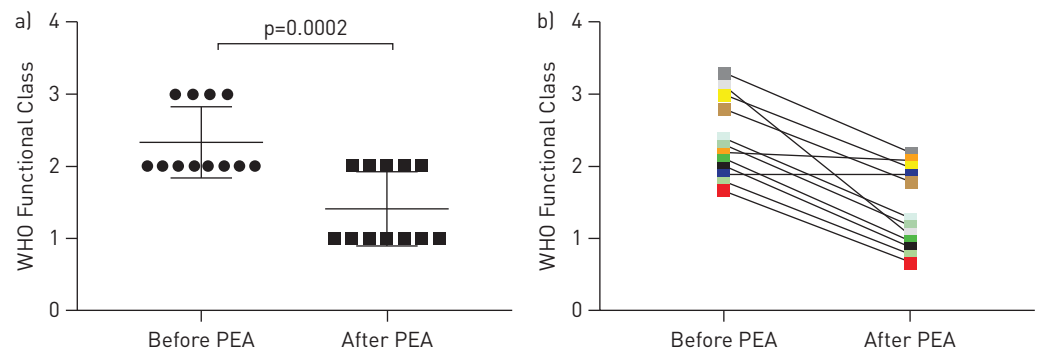 a)
WHO Functional Class
4
3
2
1
0
p=0.0002
Before PEA
After PEA
b)
WHO Functional Class
4
3
2
1
0
Before PEA
After PEA